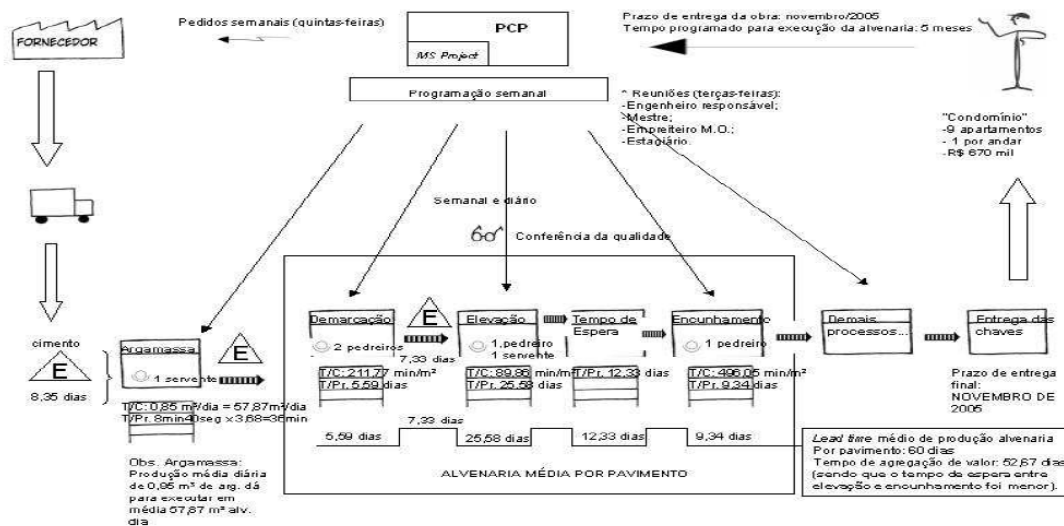 FORNECEDOR
Pedidos semanais (quintas-feiras)
PCP
MS Project
Programação semanal
Prazo de entrega da obra: novembro/2005
Tempo programado para execução da alvenaria: 5 meses
^ Reuniões (terças-feiras):
-Engenheiro responsável;
-Mestre;
-Empreiteiro M.O.;
-Estagiário.
"Condomínio"
-9 apartamentos
- 1 por andar
-R$ 670 mil
Semanal e diário
Conferência da qualidade
cimento
E
8,35 dias
Argamassa
1 servente
T/C: 0,85 m³/dia = 57,87m²/dia
T/Pr. 8min40seg x 3,68=36min
E
Obs. Argamassa:
Produção média diária
de 0,85 m³ de arg. dá
para executar em
média 57,87 m² alv.
dia
Demarcação
2 pedreiros
T/C: 211,77 min/m²
T/Pr. 5,59 dias
E
7,33 dias
Elevação
1 pedreiro
1 servente
T/C: 89,86 min/m²
T/Pr. 25,58 dias
Tempo de
Espera
T/Pr. 12,33 dias
Encunhamento
1 pedreiro
T/C: 496,05 min/m²
T/Pr. 9,34 dias
Demais
processos...
Entrega das
chaves
Prazo de entrega
final:
NOVEMBRO DE
2005
5,59 dias
7,33 dias
25,58 dias
12,33 dias
9,34 dias
ALVENARIA MÉDIA POR PAVIMENTO
Lead time médio de produção alvenaria
Por pavimento: 60 dias
Tempo de agregação de valor: 52,67 dias
(sendo que o tempo de espera entre
elevação e encunhamento foi menor).